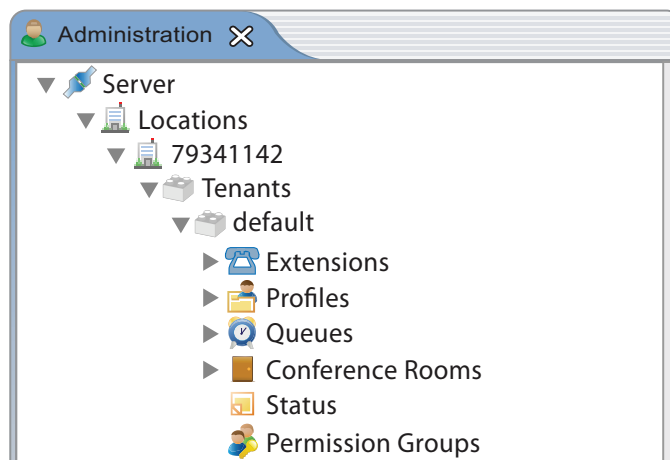 Administration
Server
Locations
79341142
Tenants
default
Extensions
Profiles
Queues
Conference Rooms
Status
Permission Groups